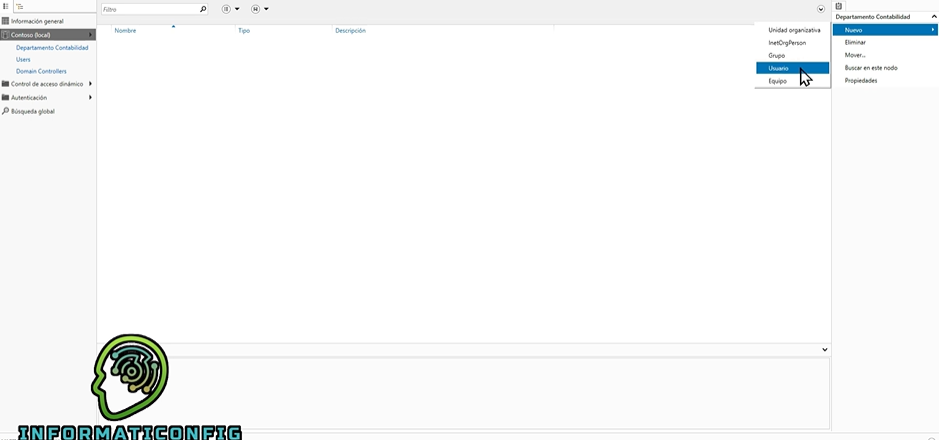 Información general
Contoso (local)
Departamento Contabilidad
Users
Domain Controllers
Control de acceso dinámico
Autenticación
Búsqueda global
Filtro
Nombre Tipo Descripción
Unidad organizativa
InetOrgPerson
Grupo
Usuario
Equipo
Departamento Contabilidad
Nuevo
Eliminar
Mover...
Buscar en este nodo
Propiedades
INFORMATICONFIG